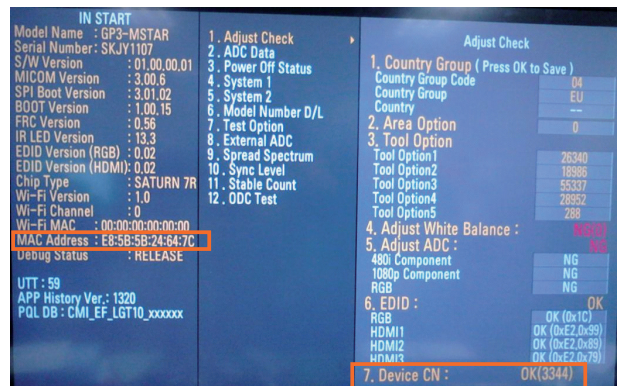 IN START
Model Name : GP3-MSTAR
Serial Number : SKJY1107
S/W Version : 01.00.00.01
MICOM Version : 3.00.6
SPI Boot Version : 3.01.02
BOOT Version : 1.00.15
FRC Version : 0.56
IR LED Version : 13.3
EDID Version (RGB) : 0.02
EDID Version (HDMI): 0.02
Chip Type : SATURN 7R
Wi-Fi Version : 1.0
Wi-Fi Channel : 0
Wi-Fi MAC : 00:00:00:00:00:00
MAC Address : E8:5B:5B:24:64:7C
Debug Status : RELEASE
UTT : 59
APP History Ver.: 1320
PQL DB : CMI_EF_LGT10_xxxxxx
1. Adjust Check
2. ADC Data
3. Power Off Status
4. System 1
5. System 2
6. Model Number D/L
7. Test Option
8. External ADC
9. Spread Spectrum
10. Sync Level
11. Stable Count
12. ODC Test
Adjust Check
1. Country Group ( Press OK to Save )
Country Group Code 04
Country Group EU
Country --
2. Area Option 0
3. Tool Option
Tool Option1 26340
Tool Option2 18986
Tool Option3 55337
Tool Option4 28952
Tool Option5 288
4. Adjust White Balance :
5. Adjust ADC : NG
480i Component NG
1080p Component NG
RGB NG
6. EDID : OK
RGB OK (0x1C)
HDMI1 OK (0xE2,0x99)
HDMI2 OK (0xE2,0x89)
HDMI3 OK (0xE2,0x79)
7. Device CN : OK(3344)